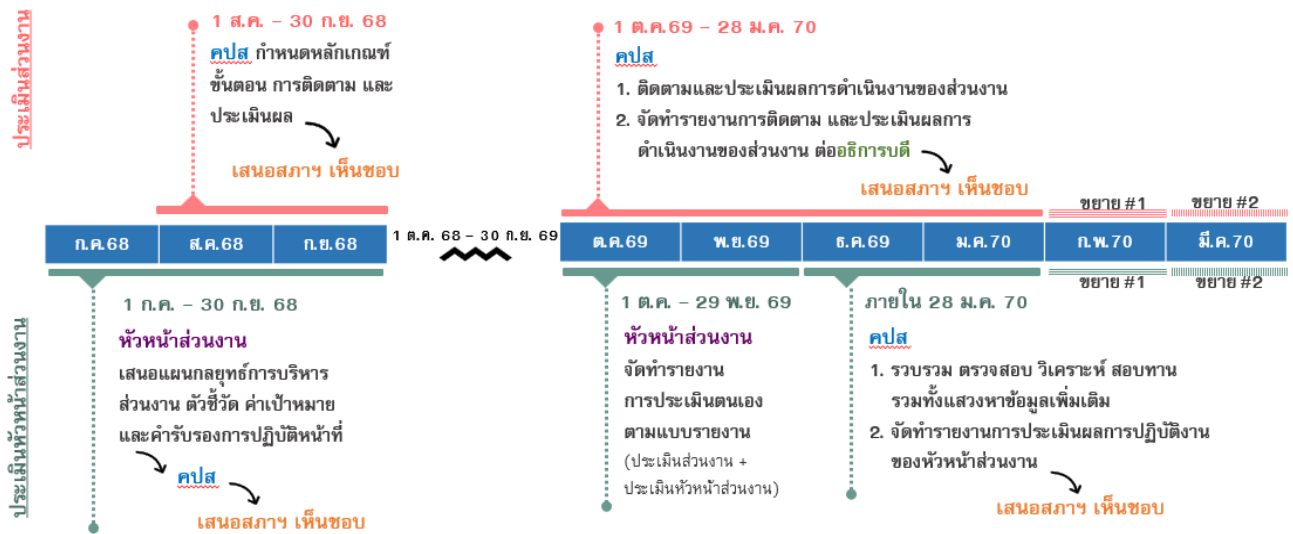 ประเมินส่วนงาน
1 ส.ค. – 30 ก.ย. 68
คปส กำหนดหลักเกณฑ์
ขั้นตอน การติดตาม และ
ประเมินผล
เสนอสภาฯ เห็นชอบ
1 ต.ค.69 – 28 ม.ค. 70
คปส
1. ติดตามและประเมินผลการดำเนินงานของส่วนงาน
2. จัดทำรายงานการติดตาม และประเมินผลการ
ดำเนินงานของส่วนงาน ต่ออธิการบดี
เสนอสภาฯ เห็นชอบ
ขยาย #1
ขยาย #2
ก.ค.68
ส.ค.68
ก.ย.68
1 ต.ค. 68 – 30 ก.ย. 69
ต.ค.69
พ.ย.69
ธ.ค.69
ม.ค.70
ก.พ.70
มี.ค.70
ขยาย #1
ขยาย #2
ประเมินหัวหน้าส่วนงาน
1 ก.ค. – 30 ก.ย. 68
หัวหน้าส่วนงาน
เสนอแผนกลยุทธ์การบริหาร
ส่วนงาน ตัวชี้วัด ค่าเป้าหมาย
และคำรับรองการปฏิบัติหน้าที่
คปส
เสนอสภาฯ เห็นชอบ
1 ต.ค. – 29 พ.ย. 69
หัวหน้าส่วนงาน
จัดทำรายงาน
การประเมินตนเอง
ตามแบบรายงาน
(ประเมินส่วนงาน +
ประเมินหัวหน้าส่วนงาน)
ภายใน 28 ม.ค. 70
คปส
1. รวบรวม ตรวจสอบ วิเคราะห์ สอบทาน
รวมทั้งแสวงหาข้อมูลเพิ่มเติม
2. จัดทำรายงานการประเมินผลการปฏิบัติงาน
ของหัวหน้าส่วนงาน
เสนอสภาฯ เห็นชอบ